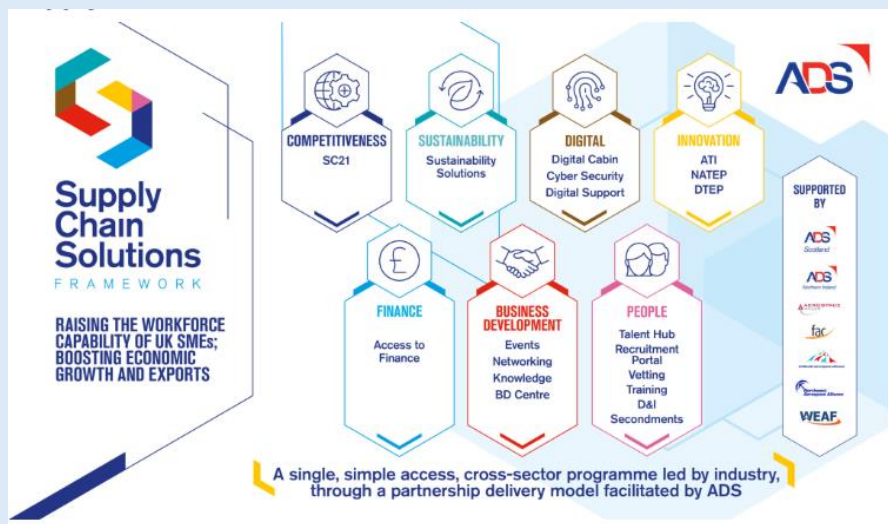 Supply
Chain
Solutions
FRAMEWORK
RAISING THE WORKFORCE
CAPABILITY OF UK SMEs;
BOOSTING ECONOMIC
GROWTH AND EXPORTS
COMPETITIVENESS
SC21
SUSTAINABILITY
Sustainability
Solutions
DIGITAL
Digital Cabin
Cyber Security
Digital Support
INNOVATION
ATI
NATEP
DTEP
ADS
FINANCE
Access to
Finance
BUSINESS
DEVELOPMENT
Events
Networking
Knowledge
BD Centre
PEOPLE
Talent Hub
Recruitment
Portal
Vetting
Training
D&I
Secondments
SUPPORTED
BY
ADS
Scotland
ADS
Northern Ireland
fac
Northwest
Aerospace Alliance
WEAF
A single, simple access, cross-sector programme led by industry,
through a partnership delivery model facilitated by ADS